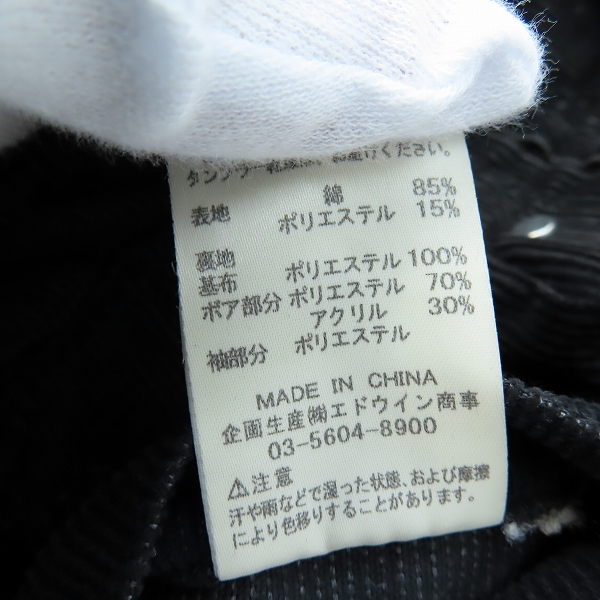 タンブラー乾燥は、お避けください。
綿 85%
表地 ポリエステル 15%
裏地
基布 ポリエステル 100%
ボア部分 ポリエステル 70%
アクリル 30%
袖部分 ポリエステル
MADE IN CHINA
企画生産㈱エドウイン商事
03-5604-8900
⚠注意
汗や雨などで湿った状態、および摩擦
により色移りすることがあります。